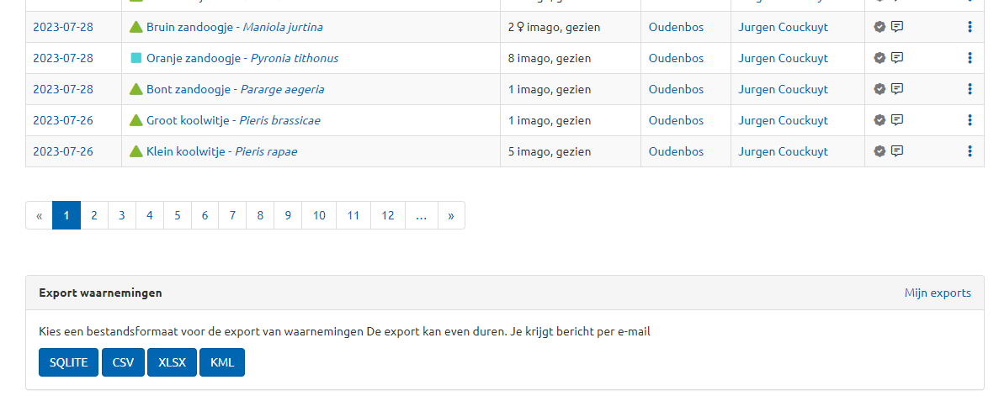 2023-07-28 Bruin zandoogje - Maniola jurtina 2 ♀ imago, gezien Oudenbos Jurgen Couckuyt
2023-07-28 Oranje zandoogje - Pyronia tithonus 8 imago, gezien Oudenbos Jurgen Couckuyt
2023-07-28 Bont zandoogje - Pararge aegeria 1 imago, gezien Oudenbos Jurgen Couckuyt
2023-07-26 Groot koolwitje - Pieris brassicae 1 imago, gezien Oudenbos Jurgen Couckuyt
2023-07-26 Klein koolwitje - Pieris rapae 5 imago, gezien Oudenbos Jurgen Couckuyt
« 1 2 3 4 5 6 7 8 9 10 11 12 ... »
Export waarnemingen Mijn exports
Kies een bestandsformaat voor de export van waarnemingen De export kan even duren. Je krijgt bericht per e-mail
SQLITE CSV XLSX KML